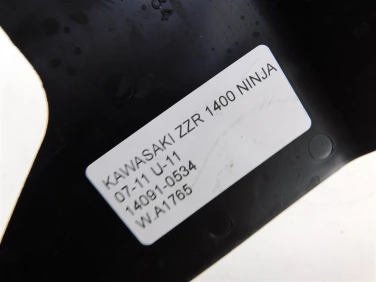 KAWASAKI ZZR 1400 NINJA
07-11 U-11
14091-0534
W.A1765